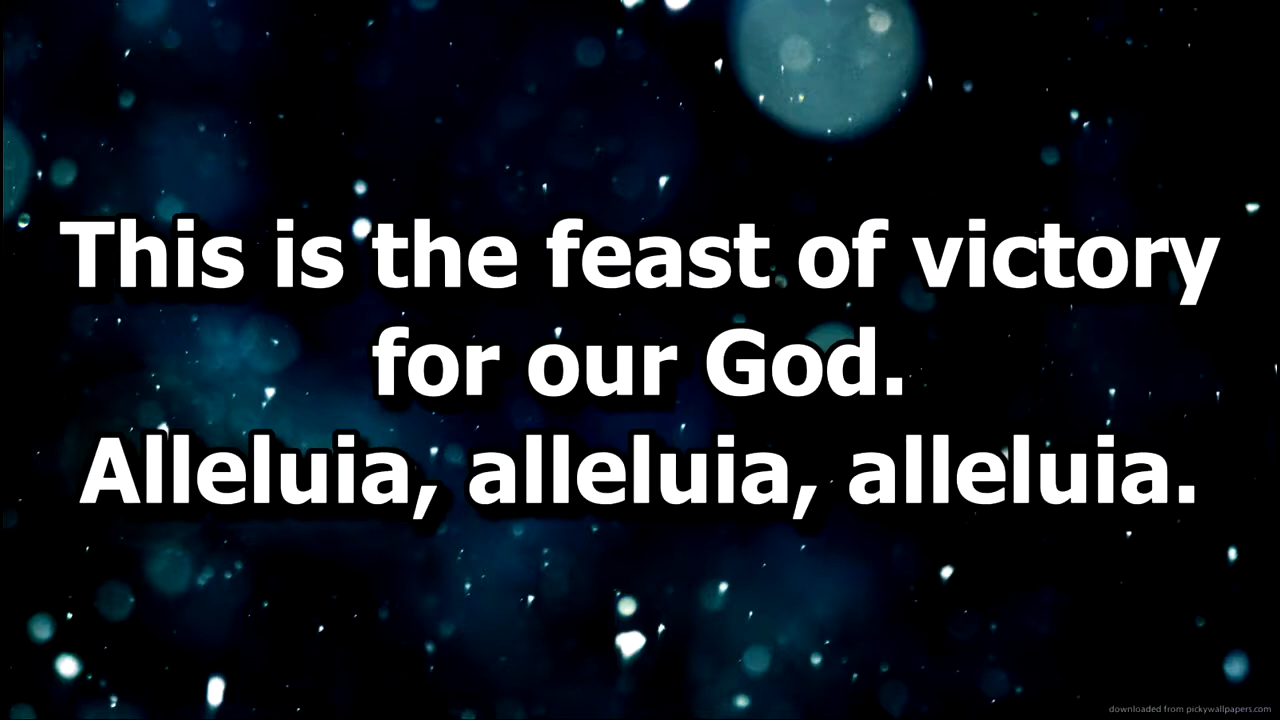 This is the feast of victory
for our God.
Alleluia, alleluia, alleluia.
downloaded from pickywallpapers.com